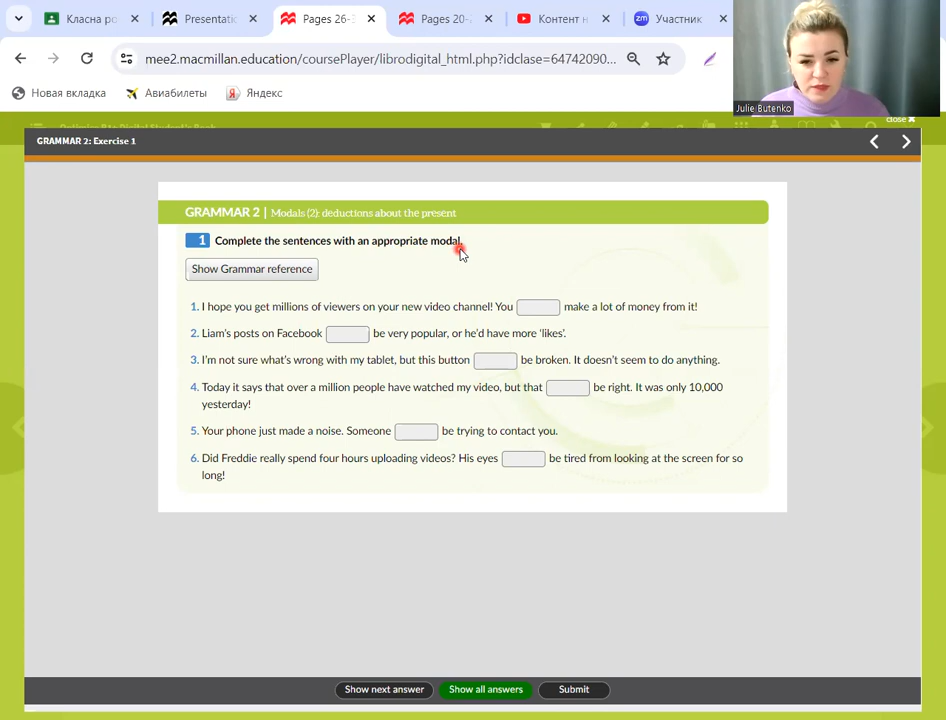 Класна ро
Presentatio
Pages 26-3
Pages 20-2
Контент н
Участник
mee2.macmillan.education/coursePlayer/librodigital_html.php?idclase=64742090...
Новая вкладка
Авиабилеты
Яндекс
Julie Butenko
close
GRAMMAR 2: Exercise 1
GRAMMAR 2 | Modals (2): deductions about the present
1 Complete the sentences with an appropriate modal.
Show Grammar reference
1. I hope you get millions of viewers on your new video channel! You make a lot of money from it!
2. Liam's posts on Facebook be very popular, or he'd have more 'likes'.
3. I'm not sure what's wrong with my tablet, but this button be broken. It doesn't seem to do anything.
4. Today it says that over a million people have watched my video, but that be right. It was only 10,000
yesterday!
5. Your phone just made a noise. Someone be trying to contact you.
6. Did Freddie really spend four hours uploading videos? His eyes be tired from looking at the screen for so
long!
Show next answer
Show all answers
Submit